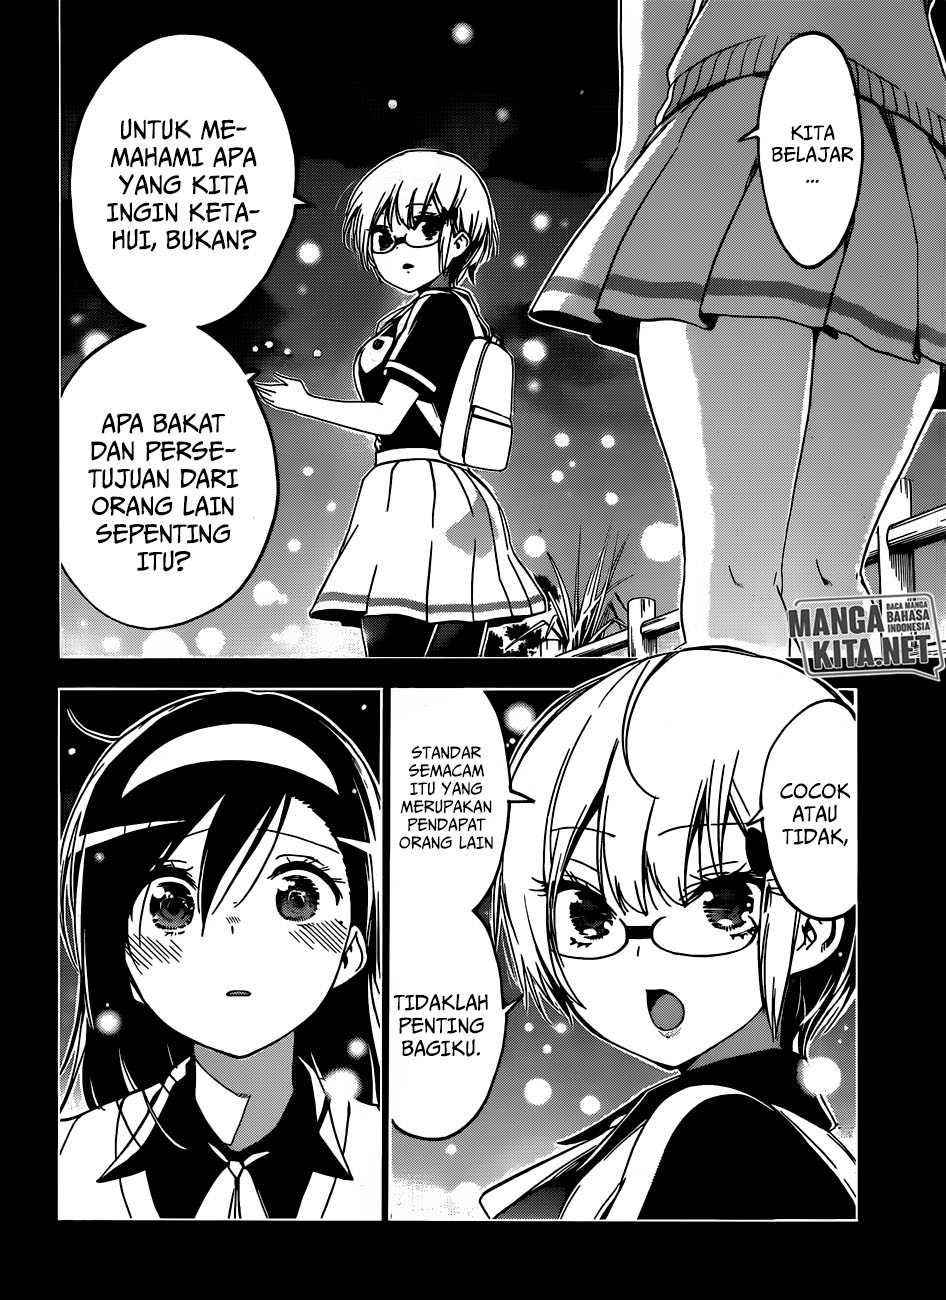 KITA
BELAJAR
...
UNTUK ME-
MAHAMI APA
YANG KITA
INGIN KETA-
HUI, BUKAN?
APA BAKAT
DAN PERSE-
TUJUAN DARI
ORANG LAIN
SEPENTING
ITU?
MANGA
KITA.NET
BACA MANGA
BAHASA
INDONESIA
COCOK ATAU
TIDAK,
STANDAR
SEMACAM
ITU YANG
MERUPAKAN
PENDAPAT
ORANG LAIN
TIDAKLAH
PENTING
BAGIKU.